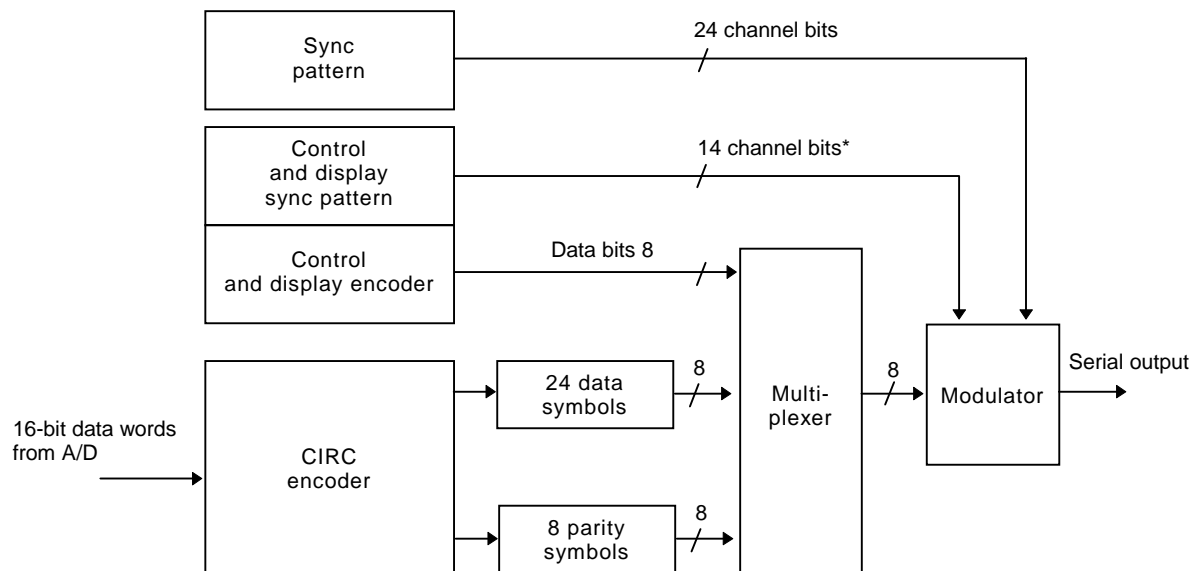 Sync
pattern
24 channel bits
Control
and display
sync pattern
14 channel bits*
Control
and display encoder
Data bits 8
16-bit data words
from A/D
CIRC
encoder
24 data
symbols
8
8 parity
symbols
8
Multi-
plexer
8
Modulator
Serial output